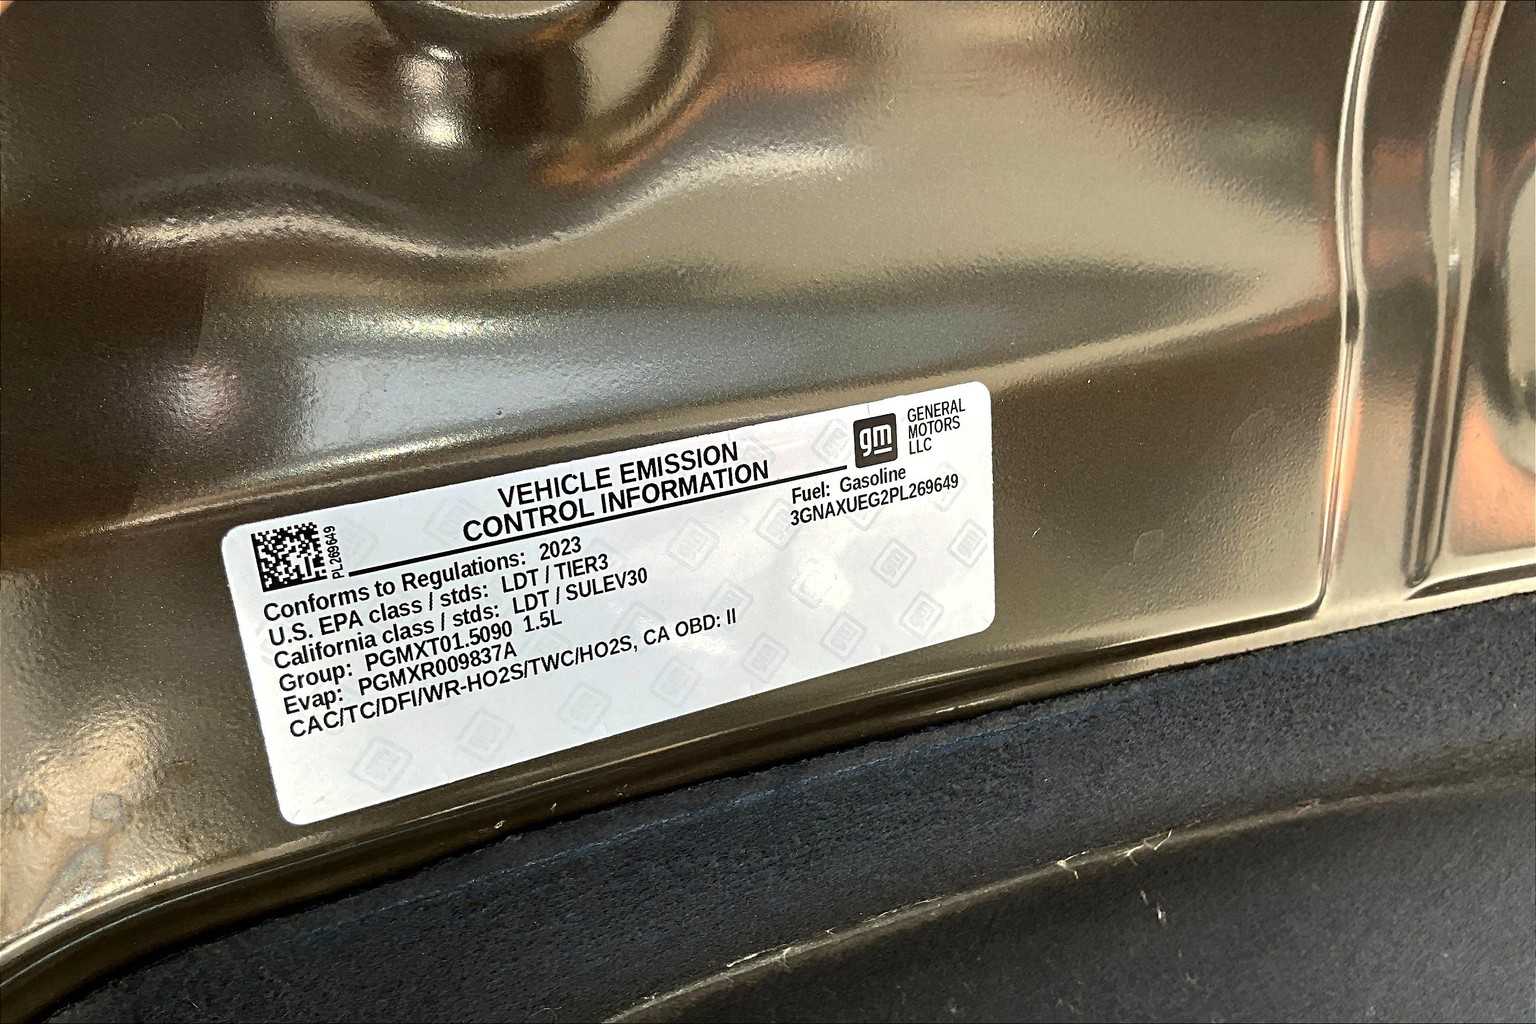 VEHICLE EMISSION
CONTROL INFORMATION
gm
GENERAL
MOTORS
LLC
Fuel: Gasoline
3GNAXUEG2PL269649
PL269649
Conforms to Regulations: 2023
U.S. EPA class / stds: LDT / TIER3
California class / stds: LDT / SULEV30
Group: PGMXT01.5090 1.5L
Evap: PGMXR009837A
CAC/TC/DFI/WR-HO2S/TWC/HO2S, CA OBD: II